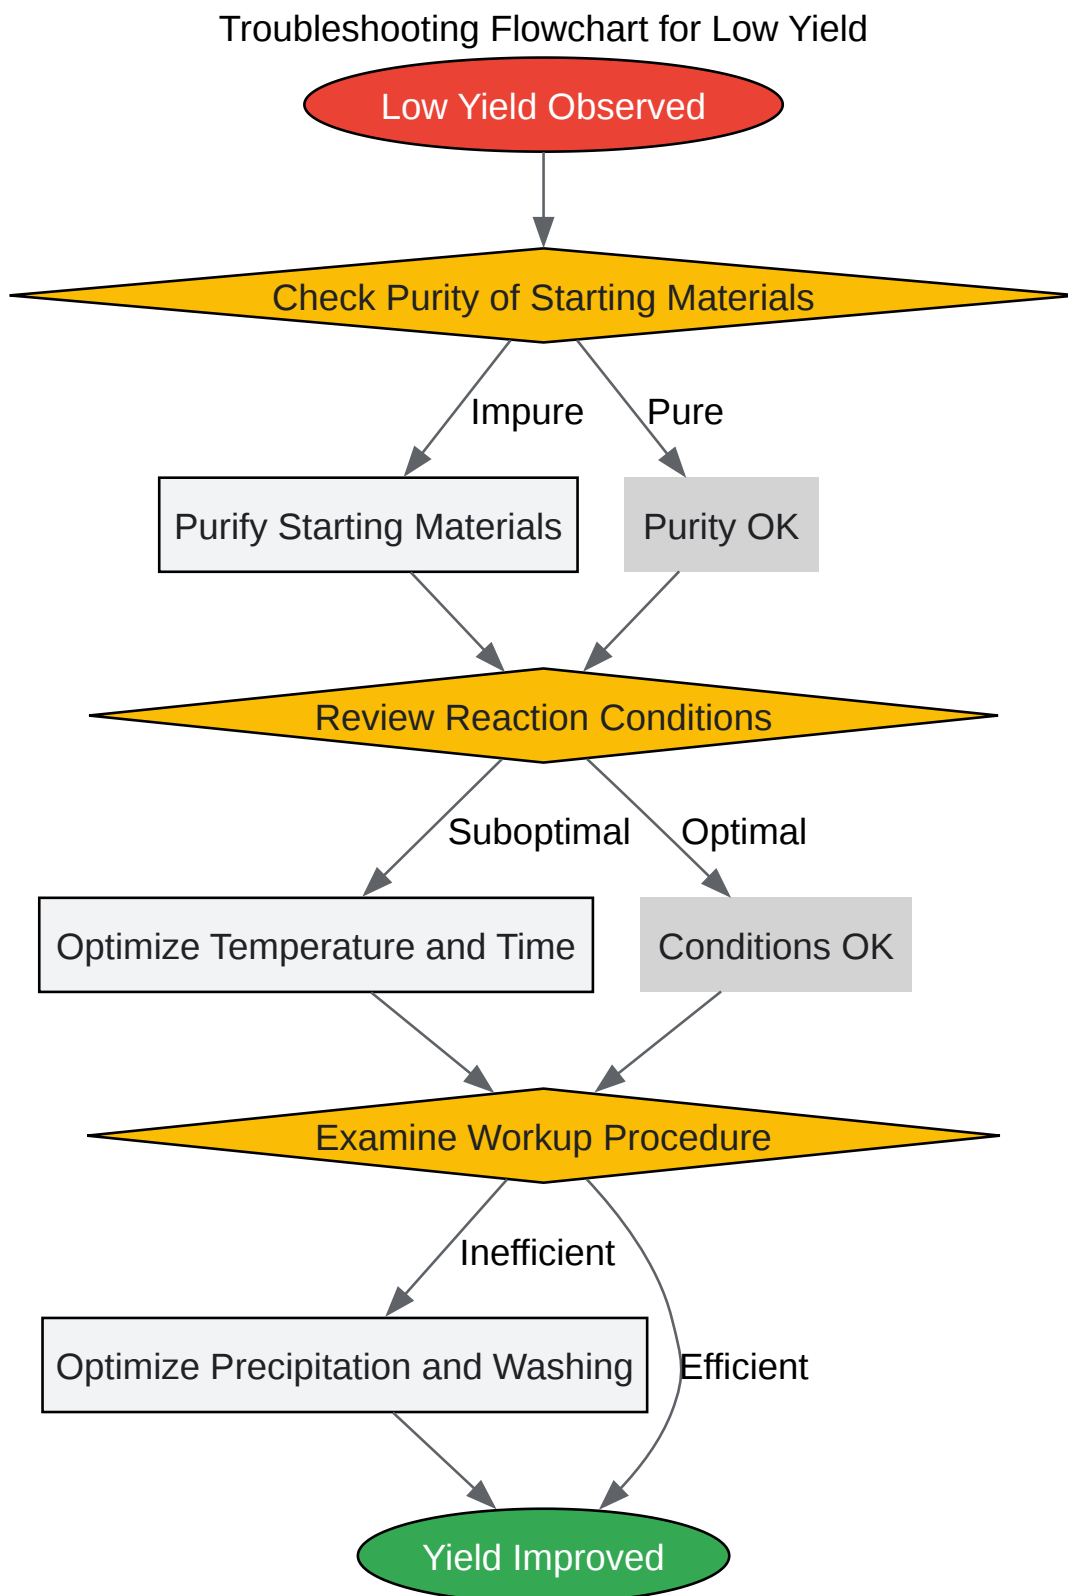 Troubleshooting Flowchart for Low Yield
Low Yield Observed
Check Purity of Starting Materials
Impure
Pure
Purify Starting Materials
Purity OK
Review Reaction Conditions
Suboptimal
Optimal
Optimize Temperature and Time
Conditions OK
Examine Workup Procedure
Inefficient
Optimize Precipitation and Washing
Efficient
Yield Improved